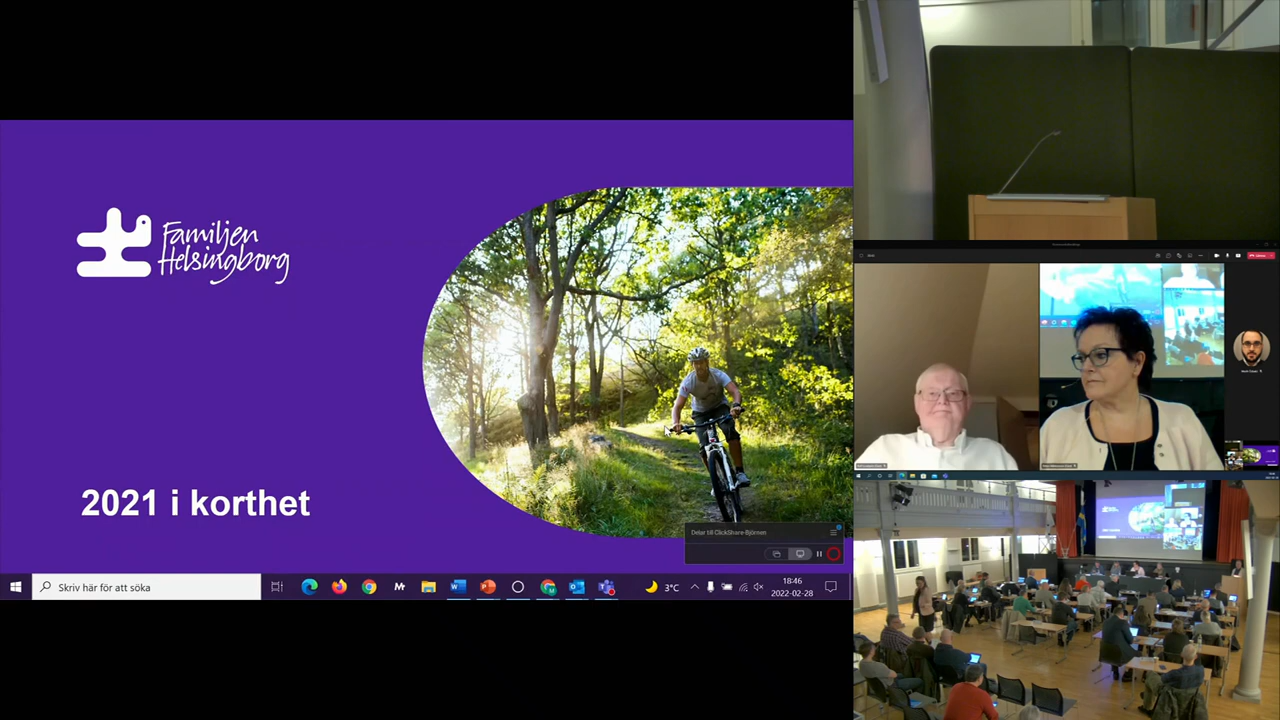 Familjen
Helsingborg
2021 i korthet
Delar till ClickShare-Björnen
Skriv här för att söka
3°C
18:46
2022-02-28